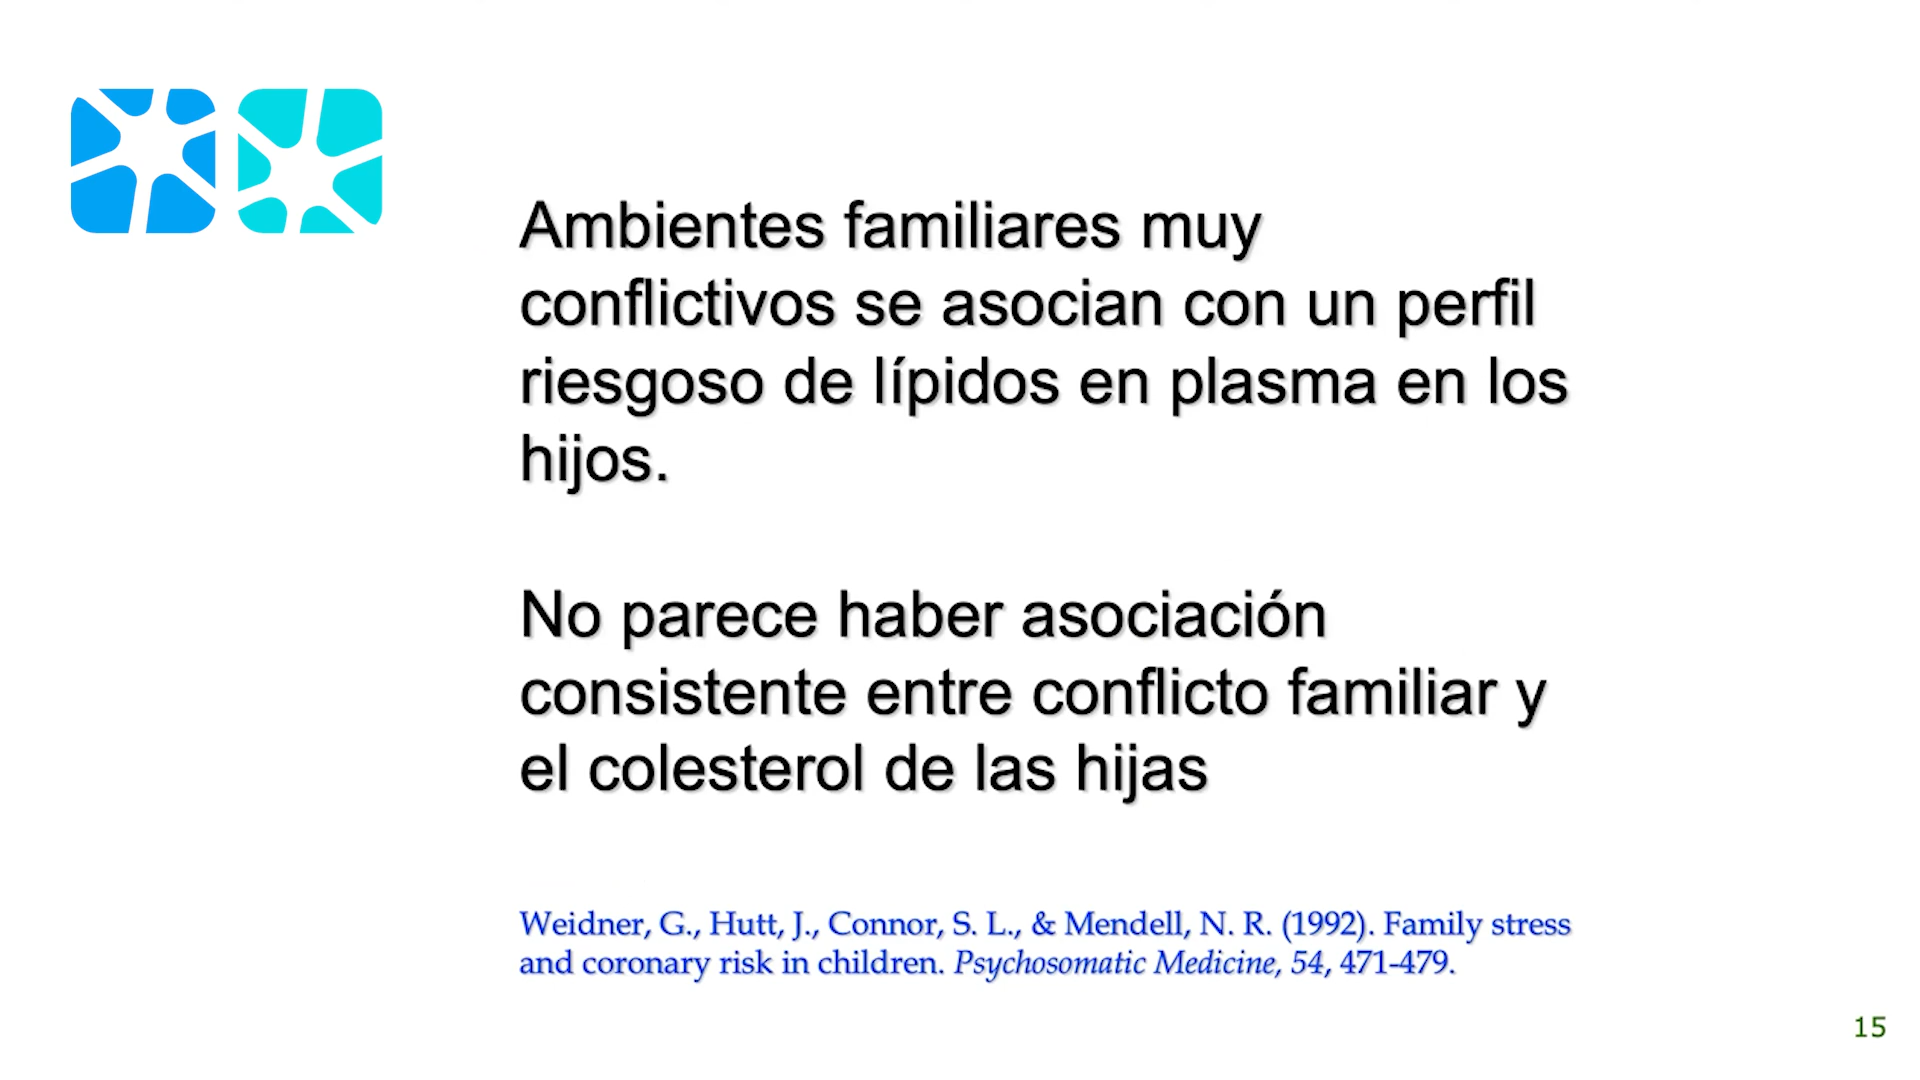 Ambientes familiares muy
conflictivos se asocian con un perfil
riesgoso de lípidos en plasma en los
hijos.
No parece haber asociación
consistente entre conflicto familiar y
el colesterol de las hijas
Weidner, G., Hutt, J., Connor, S. L., & Mendell, N. R. (1992). Family stress
and coronary risk in children. Psychosomatic Medicine, 54, 471-479.
15